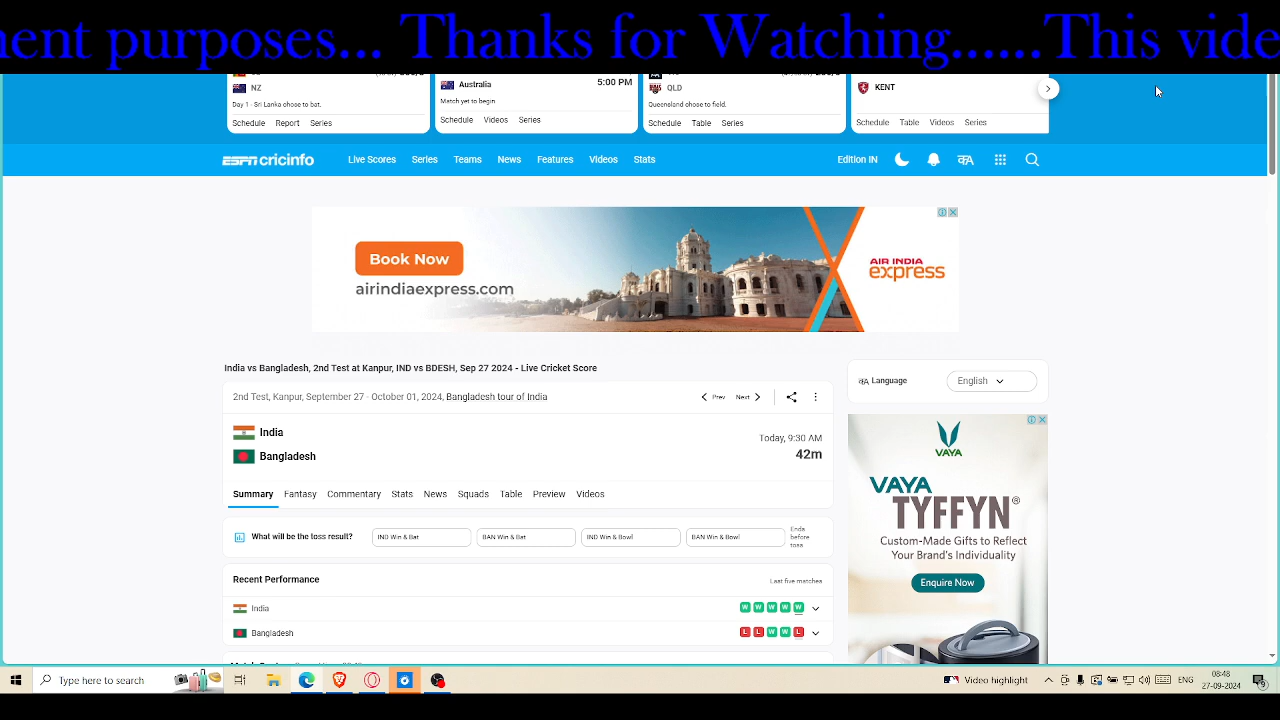 nent purposes... Thanks for Watching......This vide
NZ
Day 1 - Sri Lanka chose to bat.
Schedule Report Series
Australia 5:00 PM
Match yet to begin
Schedule Videos Series
QLD
Queensland chose to field.
Schedule Table Series
KENT
Schedule Table Videos Series
ESPN cricinfo Live Scores Series Teams News Features Videos Stats Edition IN
Book Now
airindiaexpress.com
AIR INDIA
express
India vs Bangladesh, 2nd Test at Kanpur, IND vs BDESH, Sep 27 2024 - Live Cricket Score
2nd Test, Kanpur, September 27 - October 01, 2024, Bangladesh tour of India Prev Next
India
Bangladesh
Today, 9:30 AM
42m
Summary Fantasy Commentary Stats News Squads Table Preview Videos
What will be the toss result? IND Win & Bat BAN Win & Bat IND Win & Bowl BAN Win & Bowl Ends before toss
Recent Performance Last five matches
India W W W W W
Bangladesh L L W W L
Language English
VAYA
VAYA
TYFFYN®
Custom-Made Gifts to Reflect
Your Brand's Individuality
Enquire Now
Type here to search Video highlight ENG 08:48
27-09-2024